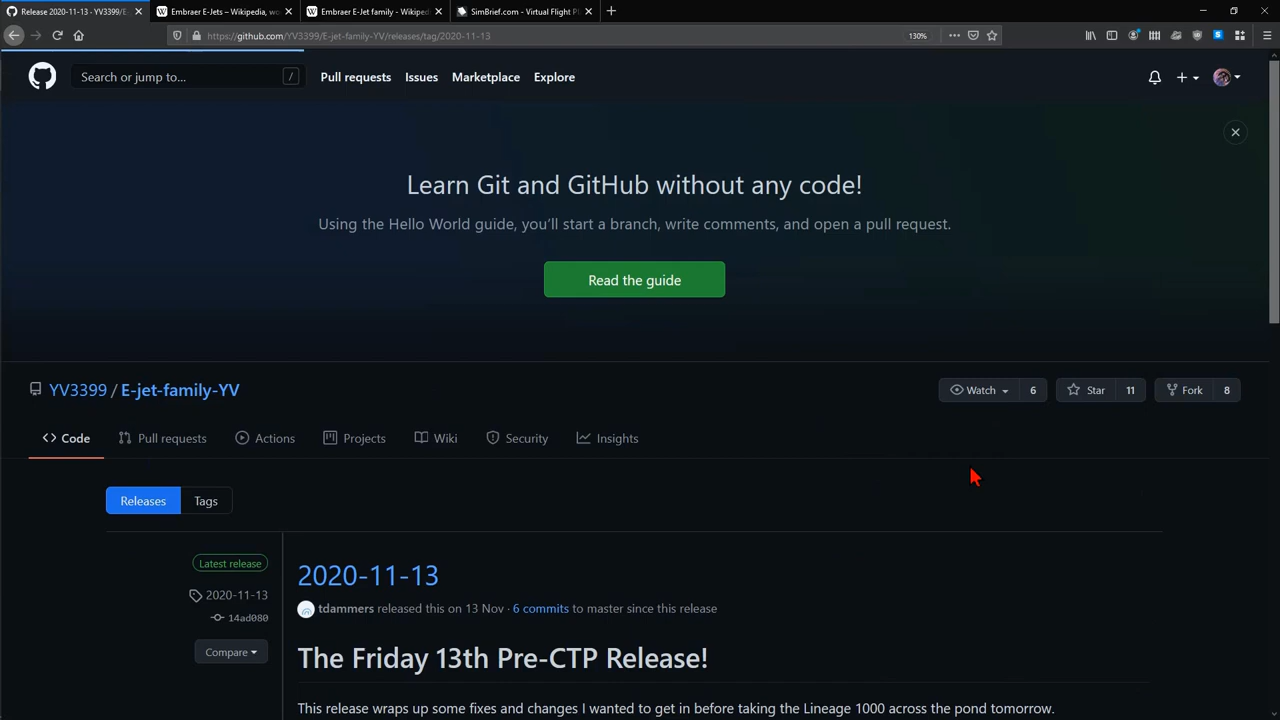 Release 2020-11-13 - YV3399/E-
Embraer E-Jets – Wikipedia, wo
Embraer E-Jet family - Wikipedi
SimBrief.com - Virtual Flight Pl
https://github.com/YV3399/E-jet-family-YV/releases/tag/2020-11-13
130%
Search or jump to...
/
Pull requests
Issues
Marketplace
Explore
Learn Git and GitHub without any code!
Using the Hello World guide, you’ll start a branch, write comments, and open a pull request.
Read the guide
YV3399 / E-jet-family-YV
Watch 6
Star 11
Fork 8
Code
Pull requests
Actions
Projects
Wiki
Security
Insights
Releases
Tags
Latest release
2020-11-13
14ad080
Compare
2020-11-13
tdammers released this on 13 Nov · 6 commits to master since this release
The Friday 13th Pre-CTP Release!
This release wraps up some fixes and changes I wanted to get in before taking the Lineage 1000 across the pond tomorrow.